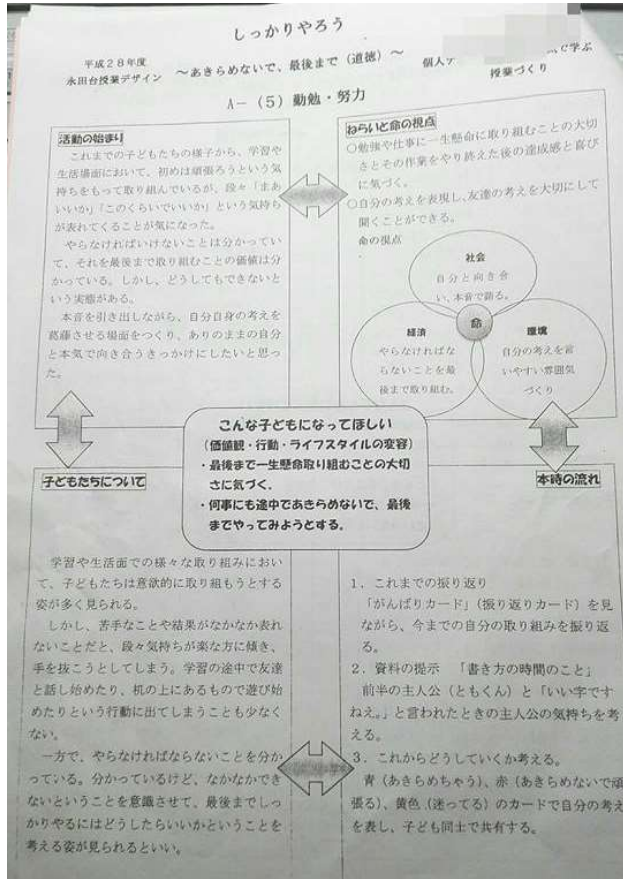 しっかりやろう
平成28年度
永田台授業デザイン
～あきらめないで、最後まで（道徳）～
個人テ
で学ぶ
授業づくり
A－（5）勤勉・努力
活動の始まり
これまでの子どもたちの様子から、学習や
生活場面において、初めは頑張ろうという気
持ちをもって取り組んでいるが、段々「まあ
いいか」「このくらいでいいか」という気持ち
が表れてくることが気になった。
やらなければいけないことは分かってい
て、それを最後まで取り組むことの価値は分
かっている。しかし、どうしてもできないと
いう実態がある。
本音を引き出しながら、自分自身の考えを
葛藤させる場面をつくり、ありのままの自分
と本気で向き合うきっかけにしたいと思っ
た。
ねらいと命の視点
○勉強や仕事に一生懸命に取り組むことの大切
さとその作業をやり終えた後の達成感と喜び
に気づく。
○自分の考えを表現し、友達の考えを大切にして
聞くことができる。
命の視点
社会
自分と向き合
い、本音で語る。
命
経済
やらなければな
らないことを最
後まで取り組む。
環境
自分の考えを言
いやすい雰囲気
づくり
こんな子どもになってほしい
（価値観・行動・ライフスタイルの変容）
・最後まで一生懸命取り組むことの大切
さに気づく。
・何事にも途中であきらめないで、最後
までやってみようとする。
子どもたちについて
学習や生活面での様々な取り組みにおい
て、子どもたちは意欲的に取り組もうとする
姿が多く見られる。
しかし、苦手なことや結果がなかなか表れ
ないことだと、段々気持ちが楽な方に傾き、
手を抜こうとしてしまう。学習の途中で友達
と話し始めたり、机の上にあるもので遊び始
めたりという行動に出てしまうことも少なく
ない。
一方で、やらなければならないことを分か
っている。分かっているけど、なかなかでき
ないということを意識させて、最後までしっ
かりやるにはどうしたらいいかということを
考える姿が見られるといい。
本時の流れ
1．これまでの振り返り
「がんばりカード」（振り返りカード）を見
ながら、今までの自分の取り組みを振り返
る。
2．資料の提示　「書き方の時間のこと」
前半の主人公（ともくん）と「いい字です
ねえ。」と言われたときの主人公の気持ちを考
える。
3．これからどうしていくか考える。
青（あきらめちゃう）、赤（あきらめないで頑
張る）、黄色（迷ってる）のカードで自分の考え
を表し、子ども同士で共有する。